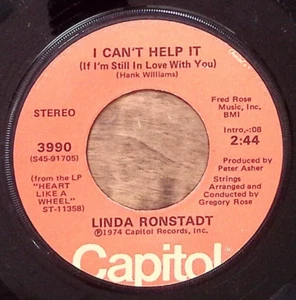 I CAN'T HELP IT
(If I'm Still In Love With You)
(Hank Williams)
STEREO
3990
(S45-91705)
(from the LP
"HEART
LIKE A
WHEEL"
ST-11358)
Fred Rose
Music, Inc.
BMI
Intro.-:08
2:44
Produced by
Peter Asher
Strings
Arranged and
Conducted by
Gregory Rose
LINDA RONSTADT
℗1974 Capitol Records, Inc.
Capitol